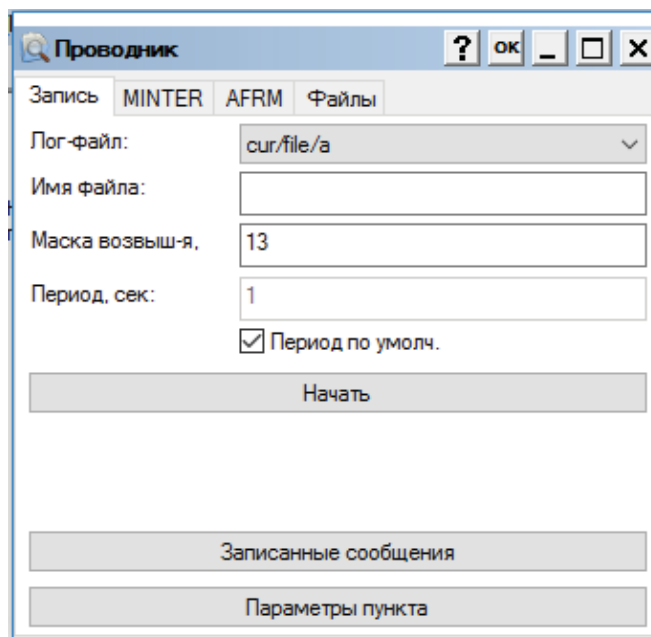 Проводник
? ОК
Запись MINTER AFRM Файлы
Лог-файл: cur/file/a
Имя файла:
Маска возвыш-я, 13
Период, сек: 1
Период по умолч.
Начать
Записанные сообщения
Параметры пункта